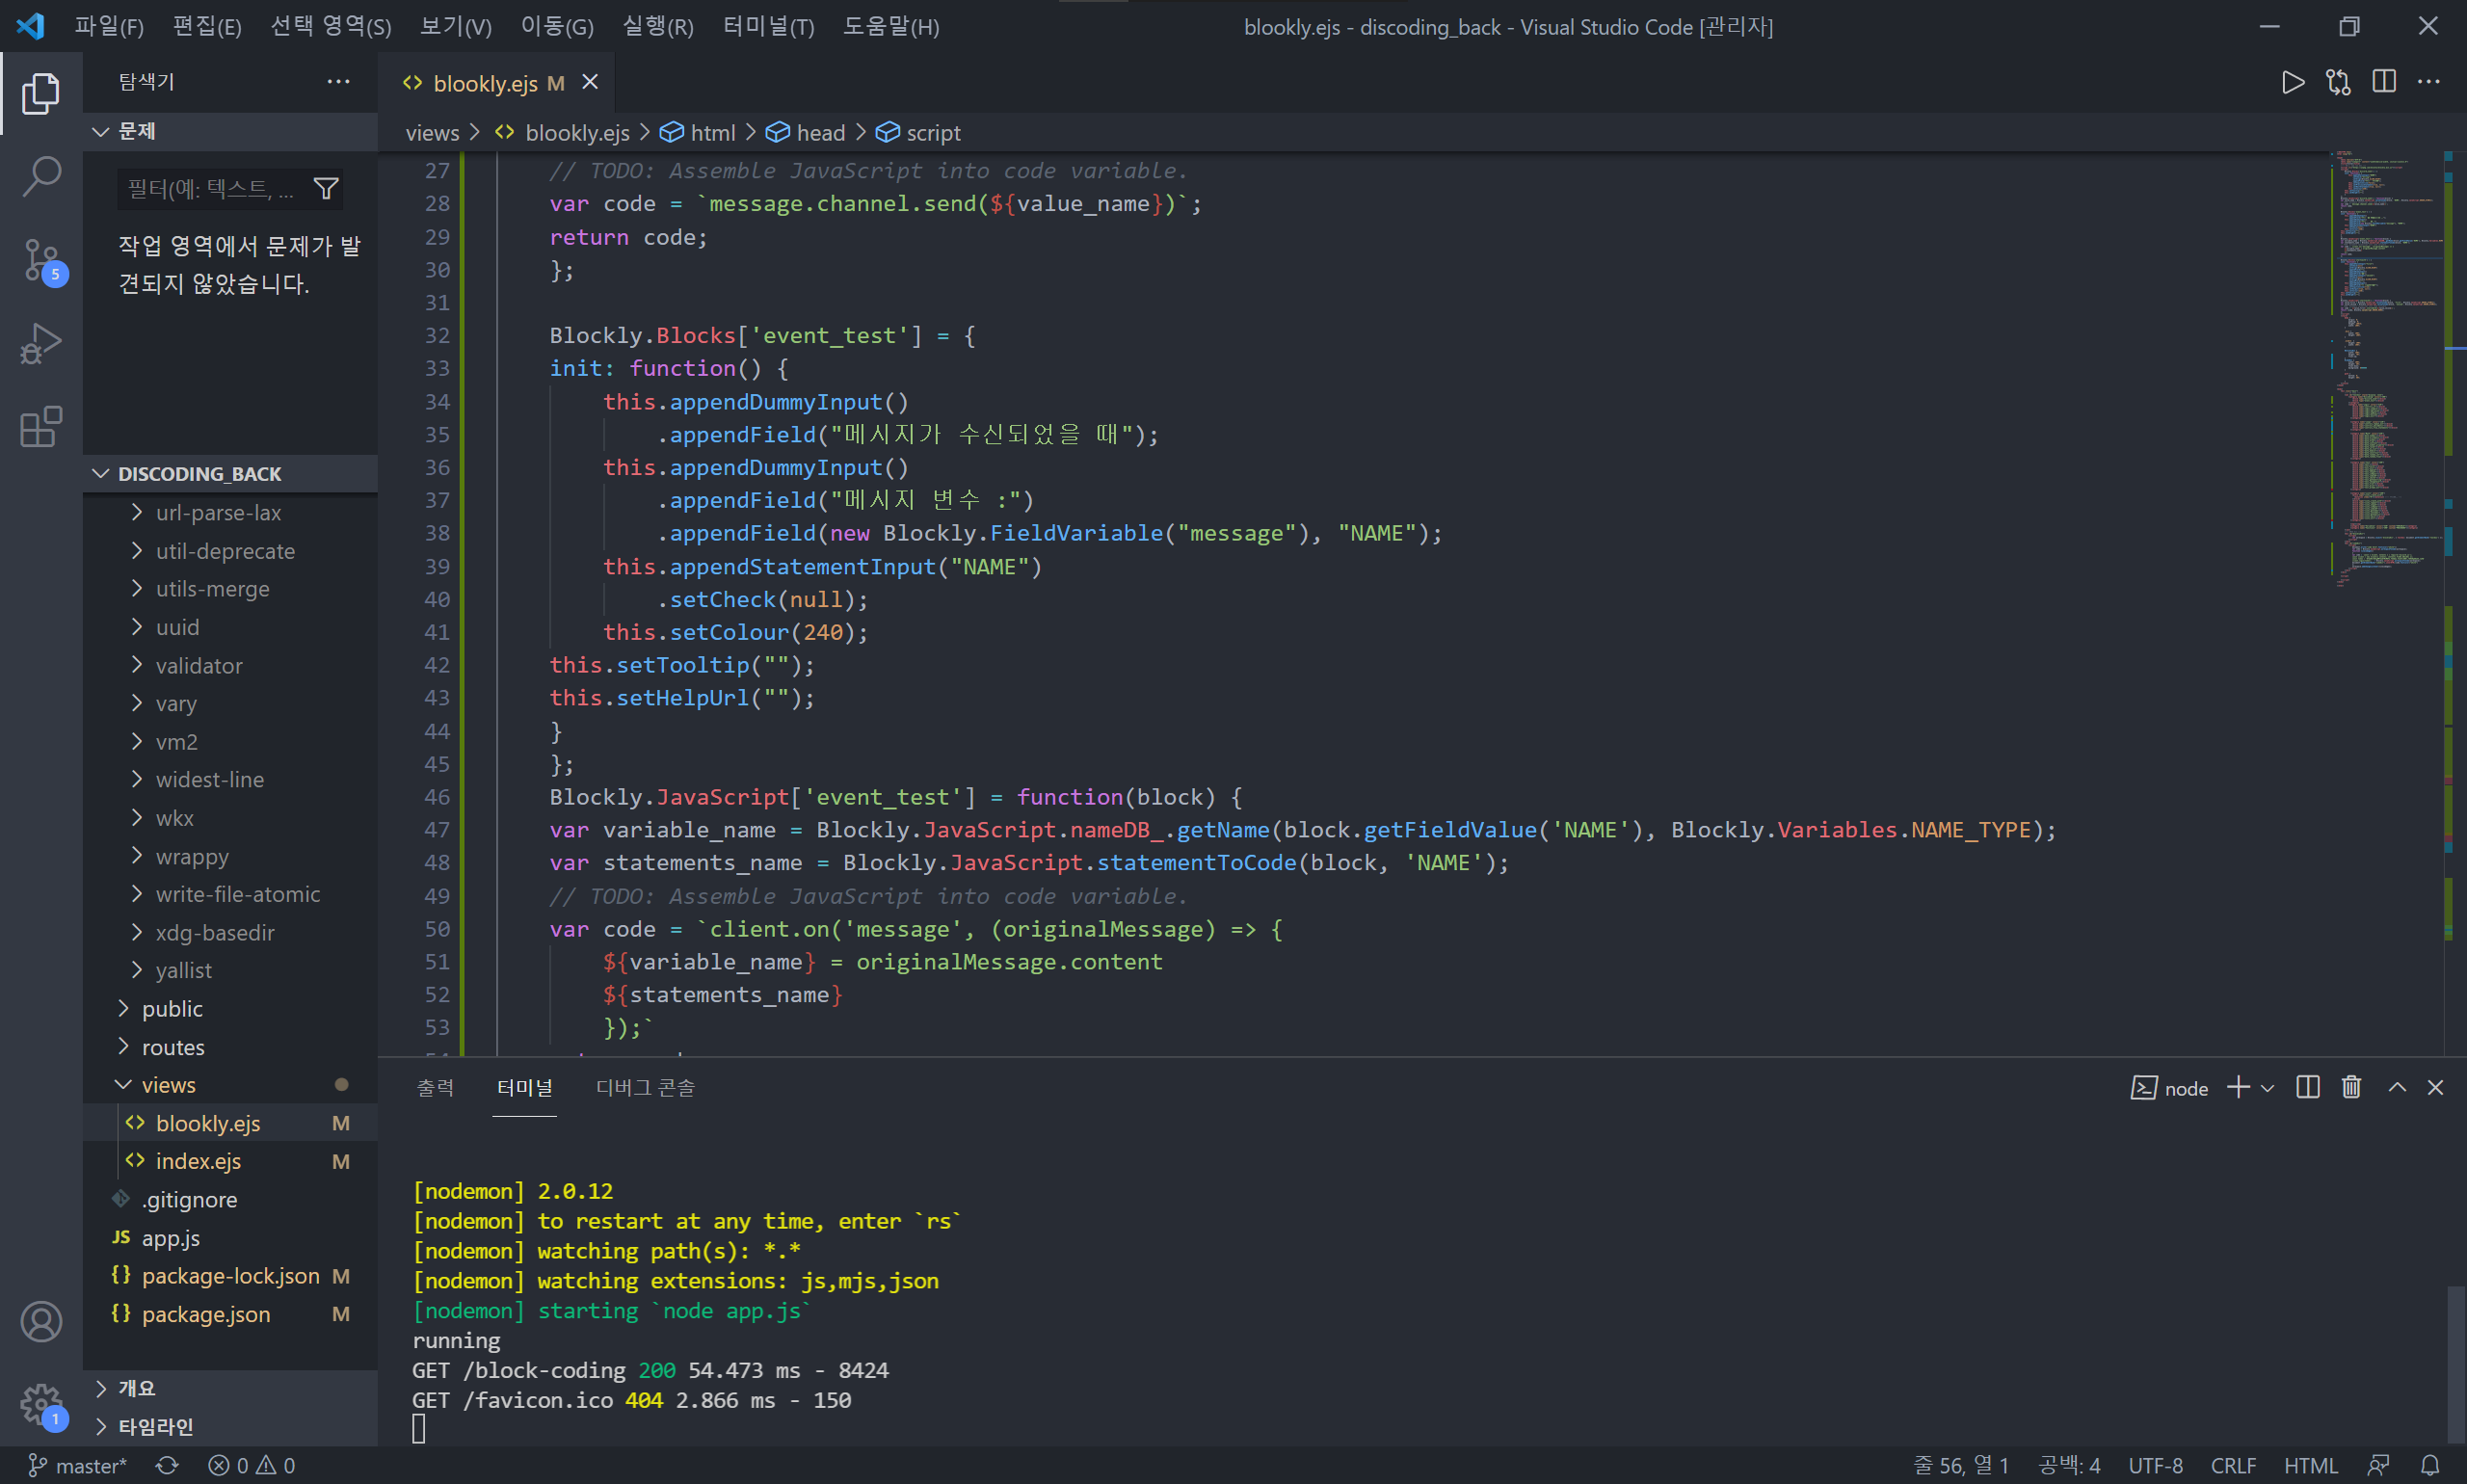 파일(F) 편집(E) 선택 영역(S) 보기(V) 이동(G) 실행(R) 터미널(T) 도움말(H)
blookly.ejs - discoding_back - Visual Studio Code [관리자]
탐색기
문제
필터(예: 텍스트, ...
작업 영역에서 문제가 발
견되지 않았습니다.
5
DISCODING_BACK
url-parse-lax
util-deprecate
utils-merge
uuid
validator
vary
vm2
widest-line
wkx
wrappy
write-file-atomic
xdg-basedir
yallist
public
routes
views
blookly.ejs M
index.ejs M
.gitignore
JS app.js
{} package-lock.json M
{} package.json M
개요
타임라인
1
blookly.ejs M
views > blookly.ejs > html > head > script
27 // TODO: Assemble JavaScript into code variable.
28 var code = `message.channel.send(${value_name})`;
29 return code;
30 };
31
32 Blockly.Blocks['event_test'] = {
33 init: function() {
34 this.appendDummyInput()
35 .appendField("메시지가 수신되었을 때");
36 this.appendDummyInput()
37 .appendField("메시지 변수 :")
38 .appendField(new Blockly.FieldVariable("message"), "NAME");
39 this.appendStatementInput("NAME")
40 .setCheck(null);
41 this.setColour(240);
42 this.setTooltip("");
43 this.setHelpUrl("");
44 }
45 };
46 Blockly.JavaScript['event_test'] = function(block) {
47 var variable_name = Blockly.JavaScript.nameDB_.getName(block.getFieldValue('NAME'), Blockly.Variables.NAME_TYPE);
48 var statements_name = Blockly.JavaScript.statementToCode(block, 'NAME');
49 // TODO: Assemble JavaScript into code variable.
50 var code = `client.on('message', (originalMessage) => {
51 ${variable_name} = originalMessage.content
52 ${statements_name}
53 });`
출력 터미널 디버그 콘솔
node
[nodemon] 2.0.12
[nodemon] to restart at any time, enter `rs`
[nodemon] watching path(s): *.*
[nodemon] watching extensions: js,mjs,json
[nodemon] starting `node app.js`
running
GET /block-coding 200 54.473 ms - 8424
GET /favicon.ico 404 2.866 ms - 150
master* 0 0
줄 56, 열 1 공백: 4 UTF-8 CRLF HTML